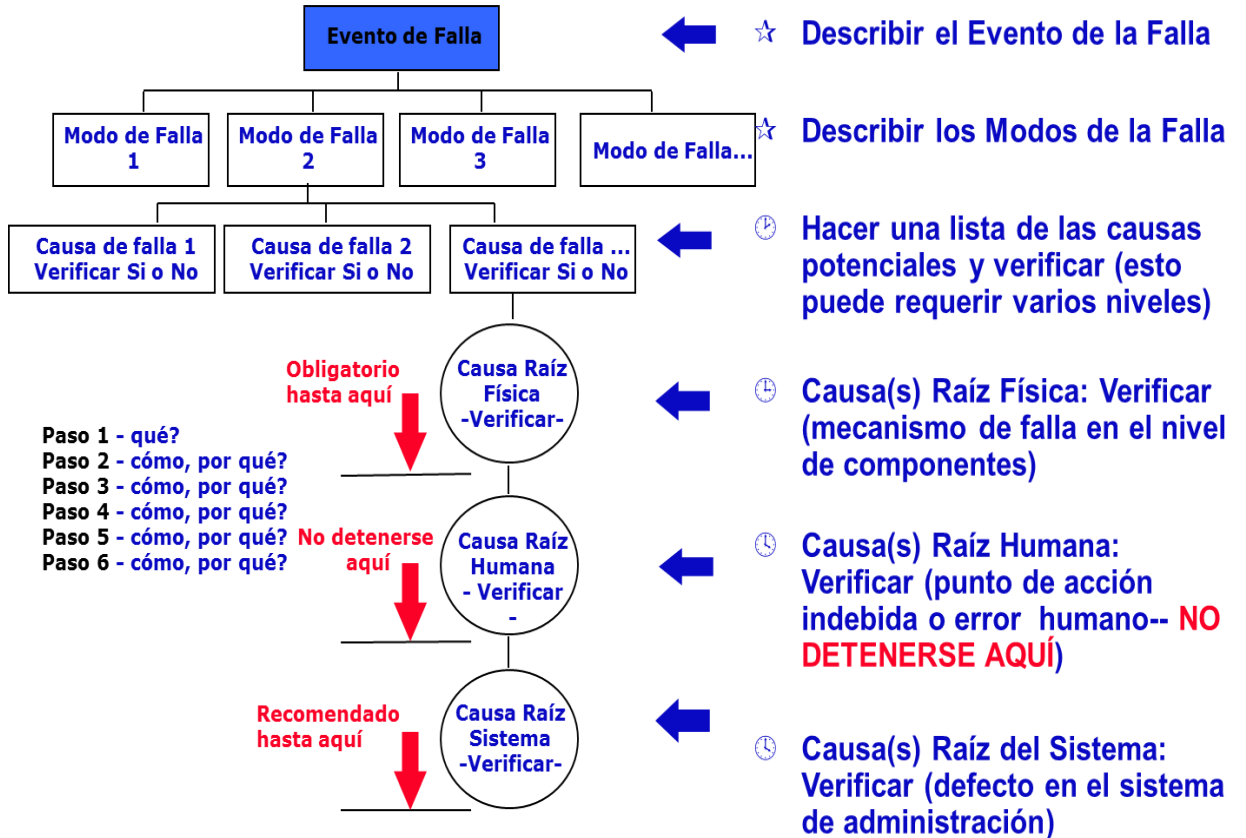 Evento de Falla
☆ Describir el Evento de la Falla
Modo de Falla
1
Modo de Falla
2
Modo de Falla
3
Modo de Falla...
☆ Describir los Modos de la Falla
Causa de falla 1
Verificar Si o No
Causa de falla 2
Verificar Si o No
Causa de falla ...
Verificar Si o No
Hacer una lista de las causas
potenciales y verificar (esto
puede requerir varios niveles)
Obligatorio
hasta aquí
Causa Raíz
Física
-Verificar-
Causa(s) Raíz Física: Verificar
(mecanismo de falla en el nivel
de componentes)
Paso 1 - qué?
Paso 2 - cómo, por qué?
Paso 3 - cómo, por qué?
Paso 4 - cómo, por qué?
Paso 5 - cómo, por qué?
Paso 6 - cómo, por qué?
No detenerse
aquí
Causa Raíz
Humana
- Verificar
-
Causa(s) Raíz Humana:
Verificar (punto de acción
indebida o error humano-- NO
DETENERSE AQUÍ)
Recomendado
hasta aquí
Causa Raíz
Sistema
-Verificar-
Causa(s) Raíz del Sistema:
Verificar (defecto en el sistema
de administración)